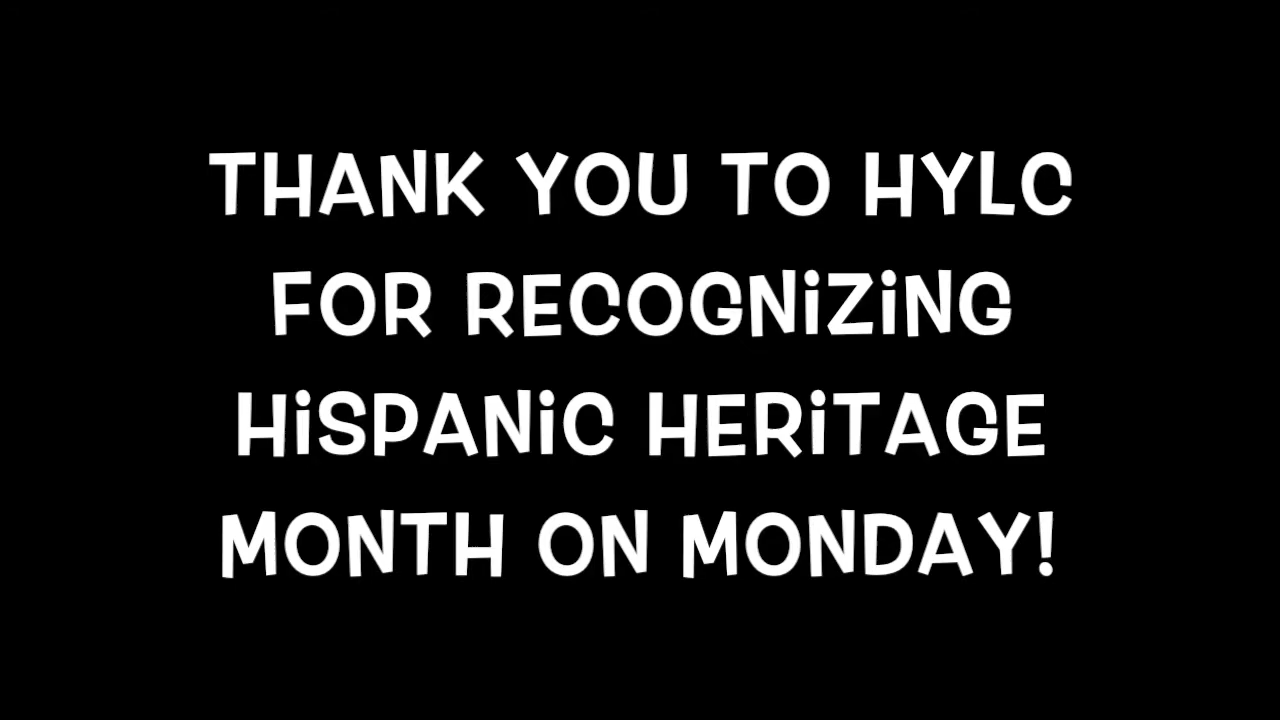 THANK YOU TO HYLC
FOR RECOGNiZiNG
HiSPANiC HERiTAGE
MONTH ON MONDAY!